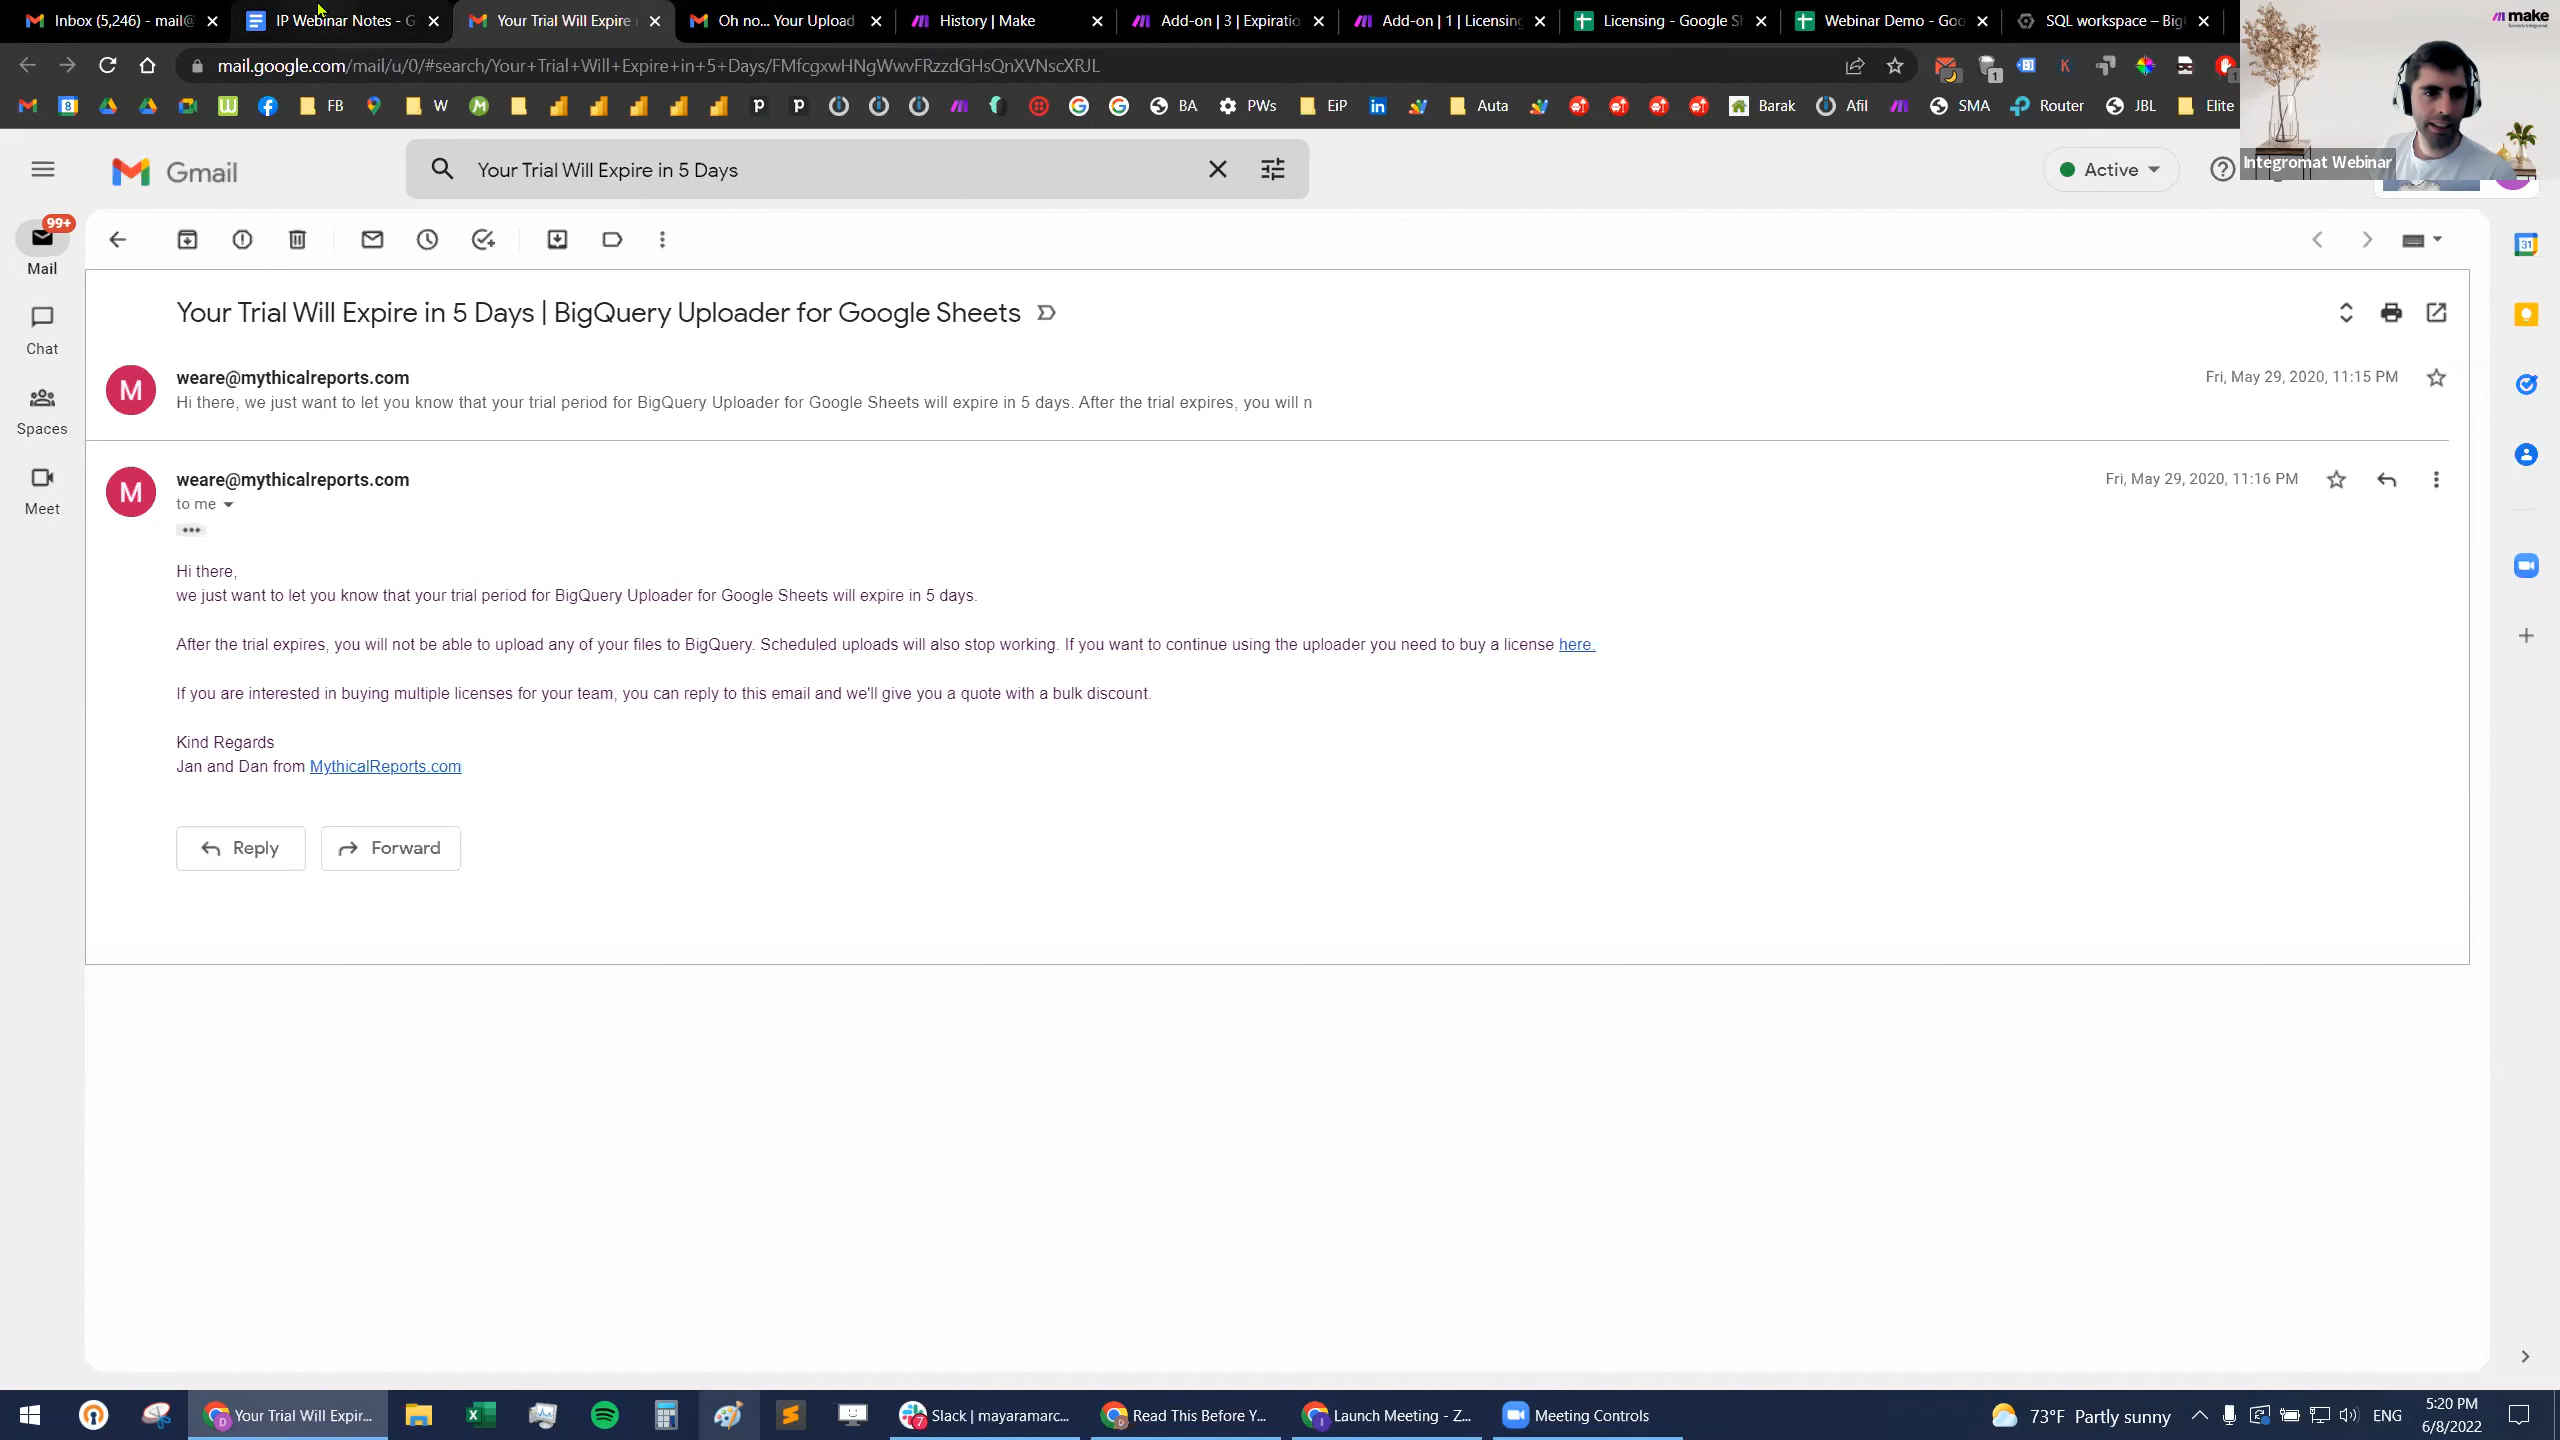 Inbox (5,246) - mail@
IP Webinar Notes - G
Your Trial Will Expire i
Oh no... Your Upload
History | Make
Add-on | 3 | Expiratio
Add-on | 1 | Licensing
Licensing - Google Sh
Webinar Demo - Goo
SQL workspace – Big
make
mail.google.com/mail/u/0/#search/Your+Trial+Will+Expire+in+5+Days/FMfcgxwHNgWwvFRzzdGHsQnXVNscXRJL
FB
W
BA
PWs
EiP
Auta
Barak
Afil
SMA
Router
JBL
Elite
Integromat Webinar
Gmail
Your Trial Will Expire in 5 Days
Active
99+
Mail
Chat
Spaces
Meet
Your Trial Will Expire in 5 Days | BigQuery Uploader for Google Sheets
M
weare@mythicalreports.com
Fri, May 29, 2020, 11:15 PM
Hi there, we just want to let you know that your trial period for BigQuery Uploader for Google Sheets will expire in 5 days. After the trial expires, you will n
M
weare@mythicalreports.com
Fri, May 29, 2020, 11:16 PM
to me
Hi there,
we just want to let you know that your trial period for BigQuery Uploader for Google Sheets will expire in 5 days.
After the trial expires, you will not be able to upload any of your files to BigQuery. Scheduled uploads will also stop working. If you want to continue using the uploader you need to buy a license here.
If you are interested in buying multiple licenses for your team, you can reply to this email and we'll give you a quote with a bulk discount.
Kind Regards
Jan and Dan from MythicalReports.com
Reply
Forward
Your Trial Will Expir...
Slack | mayaramarc...
Read This Before Y...
Launch Meeting - Z...
Meeting Controls
73°F Partly sunny
ENG
5:20 PM
6/8/2022